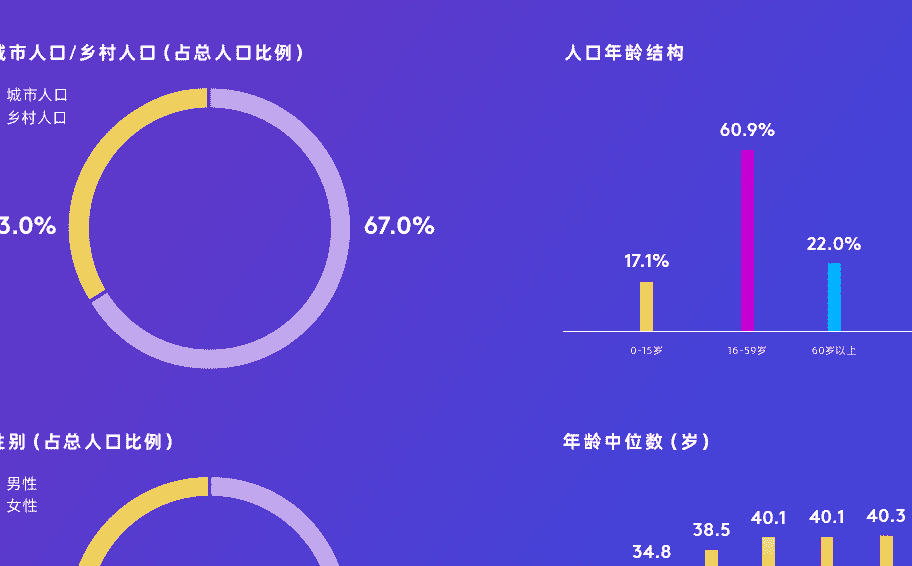 城市人口/乡村人口 (占总人口比例)
城市人口
乡村人口
3.0%
67.0%
人口年龄结构
60.9%
22.0%
17.1%
0-15岁
16-59岁
60岁以上
性别 (占总人口比例)
男性
女性
年龄中位数 (岁)
34.8
38.5
40.1
40.1
40.3